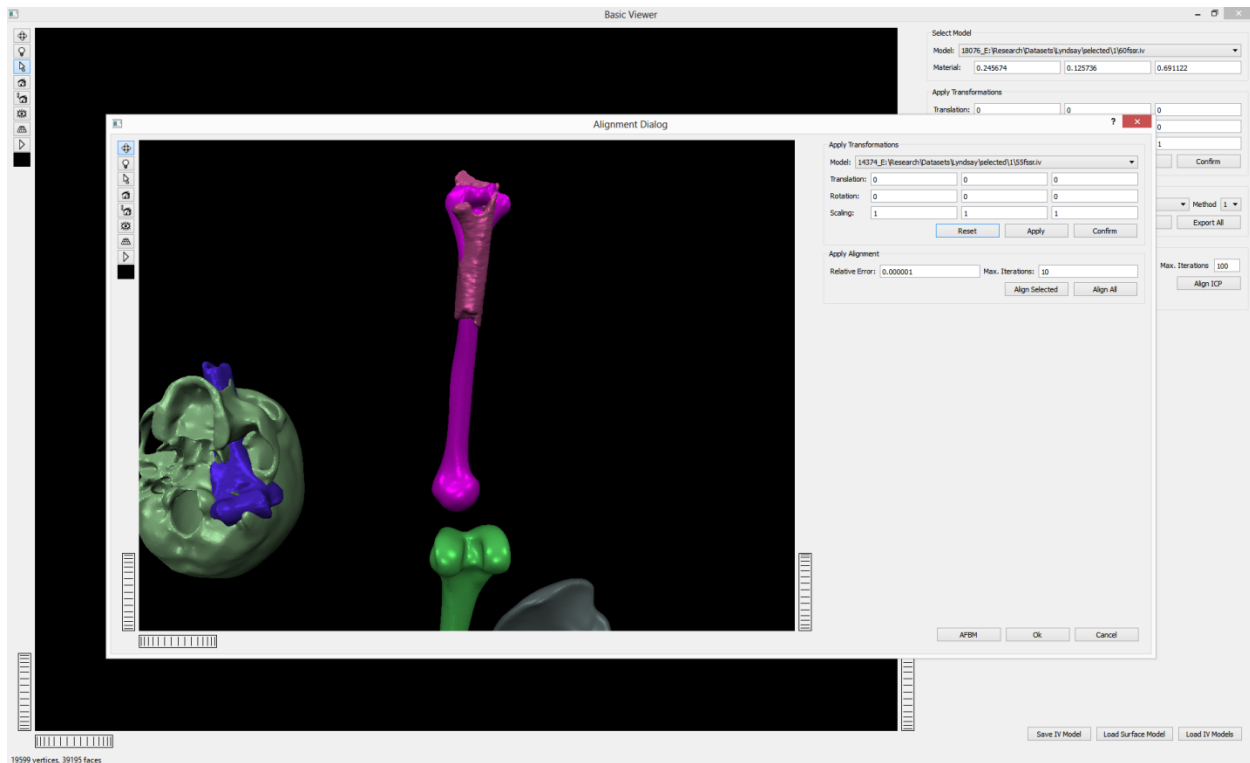 Basic Viewer
Select Model
Model: 18076_E:\Research\Datasets\Lyndsay\selected\1\60fssr.iv
Material: 0.245674 0.125736 0.691122
Apply Transformations
Translation: 0 0 0
0
1
Confirm
Method 1
Export All
Max. Iterations 100
Align ICP
Alignment Dialog
?
Apply Transformations
Model: 14374_E:\Research\Datasets\Lyndsay\selected\1\55fssr.iv
Translation: 0 0 0
Rotation: 0 0 0
Scaling: 1 1 1
Reset Apply Confirm
Apply Alignment
Relative Error: 0.000001 Max. Iterations: 10
Align Selected Align All
AFBM Ok Cancel
Save IV Model Load Surface Model Load IV Models
19599 vertices, 39195 faces